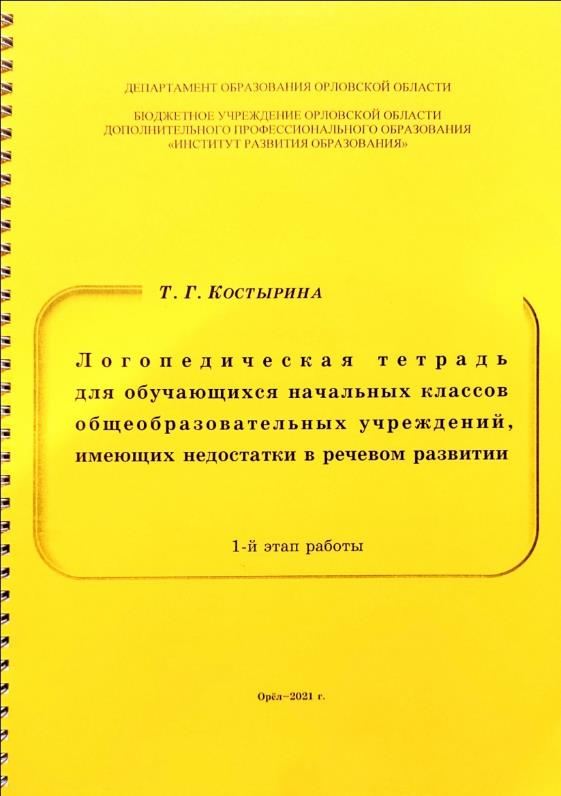 ДЕПАРТАМЕНТ ОБРАЗОВАНИЯ ОРЛОВСКОЙ ОБЛАСТИ
БЮДЖЕТНОЕ УЧРЕЖДЕНИЕ ОРЛОВСКОЙ ОБЛАСТИ
ДОПОЛНИТЕЛЬНОГО ПРОФЕССИОНАЛЬНОГО ОБРАЗОВАНИЯ
«ИНСТИТУТ РАЗВИТИЯ ОБРАЗОВАНИЯ»
Т. Г. КОСТЫРИНА
Логопедическая тетрадь
для обучающихся начальных классов
общеобразовательных учреждений,
имеющих недостатки в речевом развитии
1-й этап работы
Орёл–2021 г.